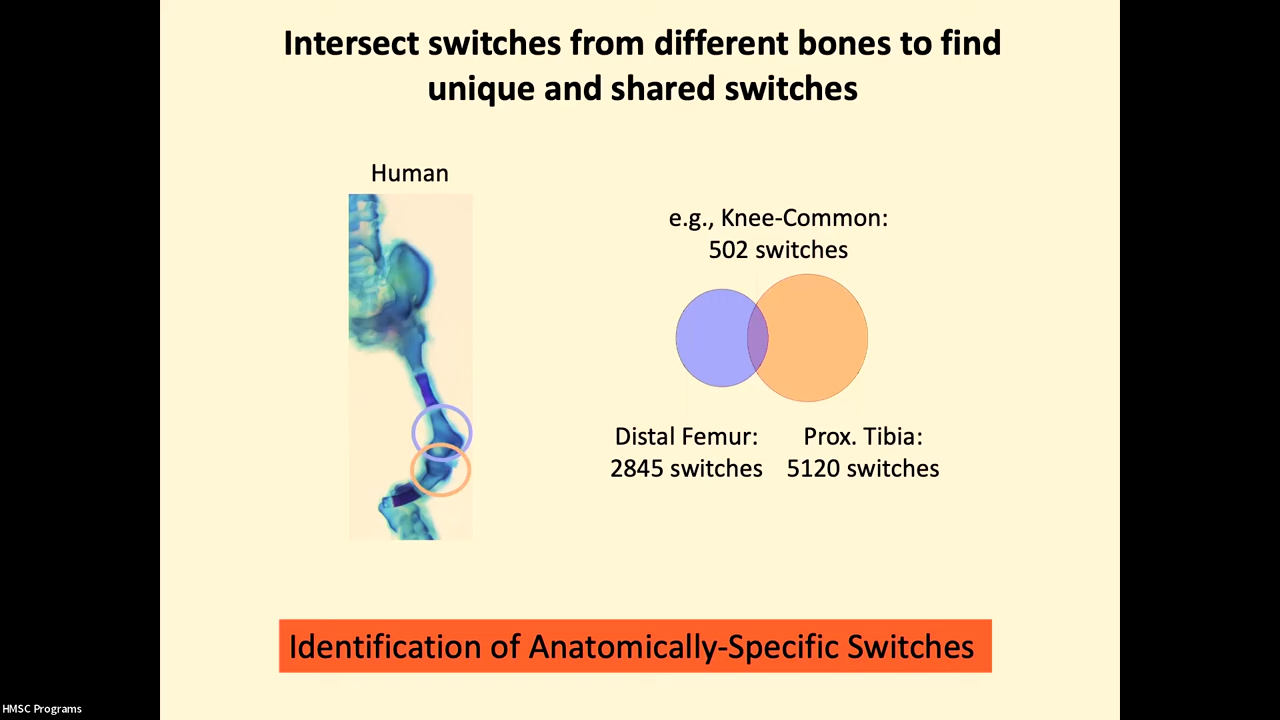 Intersect switches from different bones to find
unique and shared switches
Human
e.g., Knee-Common:
502 switches
Distal Femur:
2845 switches
Prox. Tibia:
5120 switches
Identification of Anatomically-Specific Switches
HMSC Programs